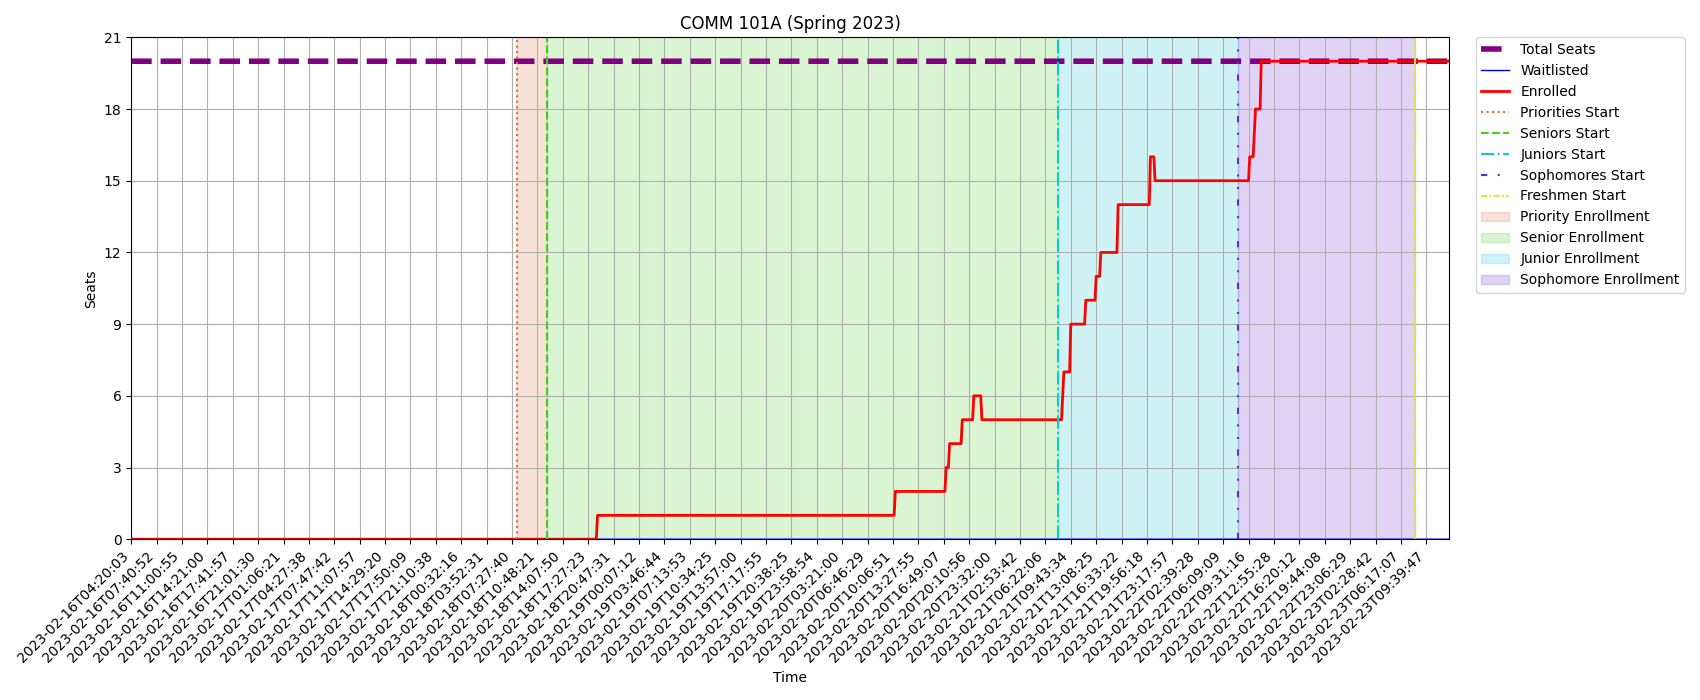 COMM 101A (Spring 2023)
21
18
15
12
9
6
3
0
Seats
2023-02-16T04:20:03
2023-02-16T07:40:52
2023-02-16T11:00:55
2023-02-16T14:21:00
2023-02-16T17:41:57
2023-02-16T21:01:30
2023-02-17T01:06:21
2023-02-17T04:27:38
2023-02-17T07:47:42
2023-02-17T11:07:57
2023-02-17T14:29:20
2023-02-17T17:50:09
2023-02-17T21:10:38
2023-02-18T00:32:16
2023-02-18T03:52:31
2023-02-18T07:27:40
2023-02-18T10:48:21
2023-02-18T14:07:50
2023-02-18T17:27:23
2023-02-18T20:47:31
2023-02-19T00:07:12
2023-02-19T03:46:44
2023-02-19T07:13:53
2023-02-19T10:34:25
2023-02-19T13:57:00
2023-02-19T17:17:55
2023-02-19T20:38:25
2023-02-19T23:58:54
2023-02-20T03:21:00
2023-02-20T06:46:29
2023-02-20T10:06:51
2023-02-20T13:27:55
2023-02-20T16:49:07
2023-02-20T20:10:56
2023-02-20T23:32:00
2023-02-21T02:53:42
2023-02-21T06:22:06
2023-02-21T09:43:34
2023-02-21T13:08:25
2023-02-21T16:33:22
2023-02-21T19:56:18
2023-02-21T23:17:57
2023-02-22T02:39:28
2023-02-22T06:09:09
2023-02-22T09:31:16
2023-02-22T12:55:28
2023-02-22T16:20:12
2023-02-22T19:44:08
2023-02-22T23:06:29
2023-02-23T02:28:42
2023-02-23T06:17:07
2023-02-23T09:39:47
Time
Total Seats
Waitlisted
Enrolled
Priorities Start
Seniors Start
Juniors Start
Sophomores Start
Freshmen Start
Priority Enrollment
Senior Enrollment
Junior Enrollment
Sophomore Enrollment